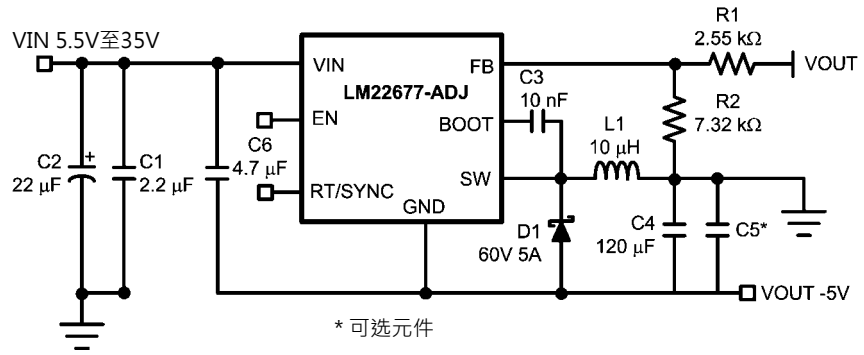 VIN 5.5V至35V
R1
2.55 kΩ
VOUT
VIN
FB
LM22677-ADJ
C3
10 nF
R2
7.32 kΩ
EN
BOOT
L1
10 μH
C2
22 μF
+
C1
2.2 μF
C6
4.7 μF
RT/SYNC
SW
GND
D1
60V 5A
C4
120 μF
C5*
VOUT -5V
* 可选元件